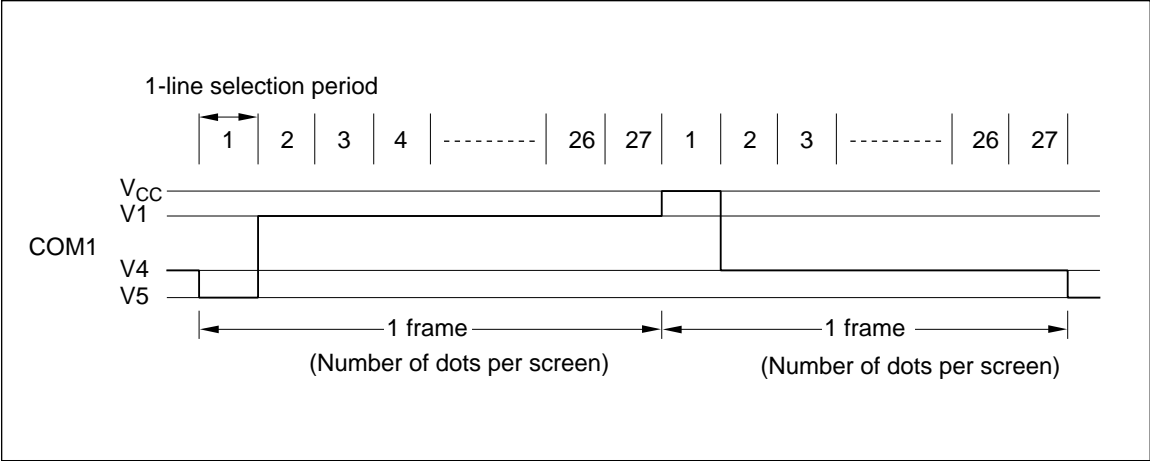 1-line selection period
1 2 3 4 --------- 26 27 1 2 3 --------- 26 27
VCC
V1
COM1
V4
V5
1 frame 1 frame
(Number of dots per screen) (Number of dots per screen)